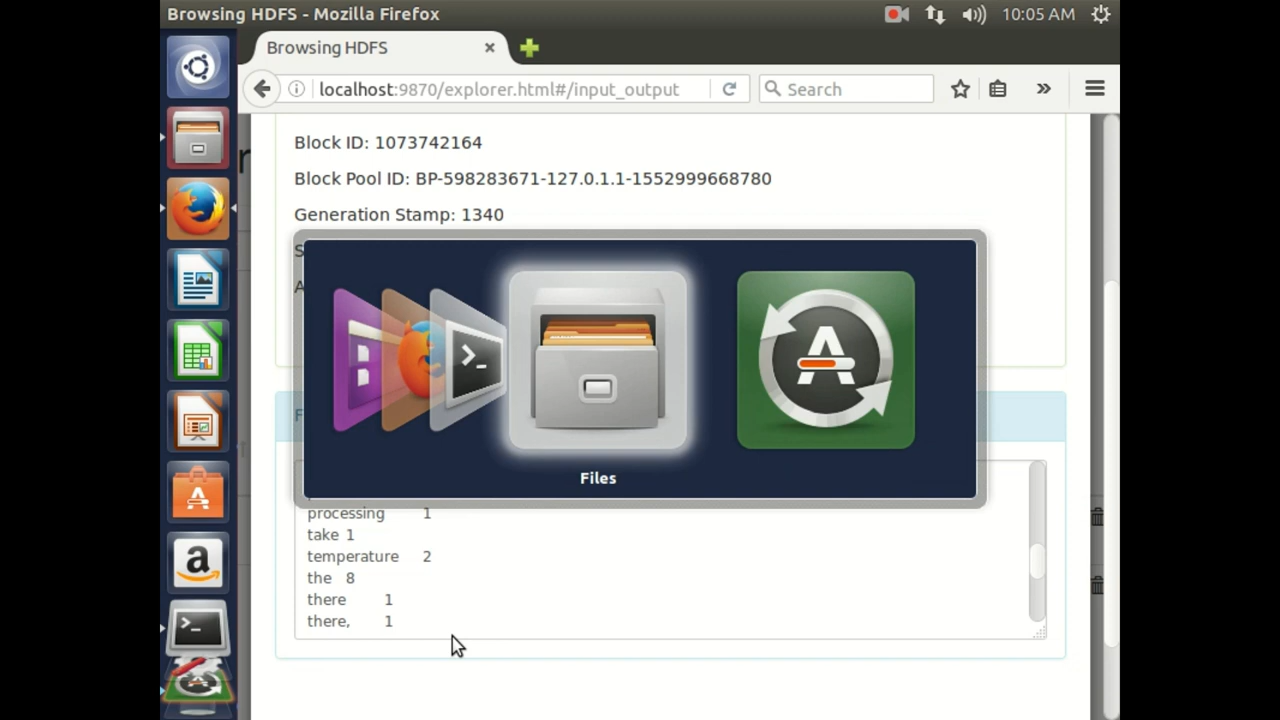 Browsing HDFS - Mozilla Firefox
10:05 AM
Browsing HDFS
localhost:9870/explorer.html#/input_output
Search
Block ID: 1073742164
Block Pool ID: BP-598283671-127.0.1.1-1552999668780
Generation Stamp: 1340
S
A
F
Files
processing 1
take 1
temperature 2
the 8
there 1
there, 1